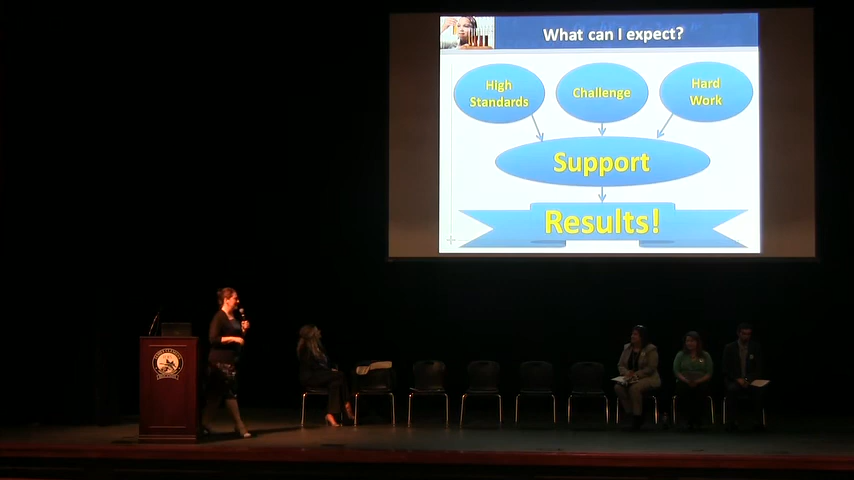 What can I expect?
High
Standards
Challenge
Hard
Work
Support
Results!